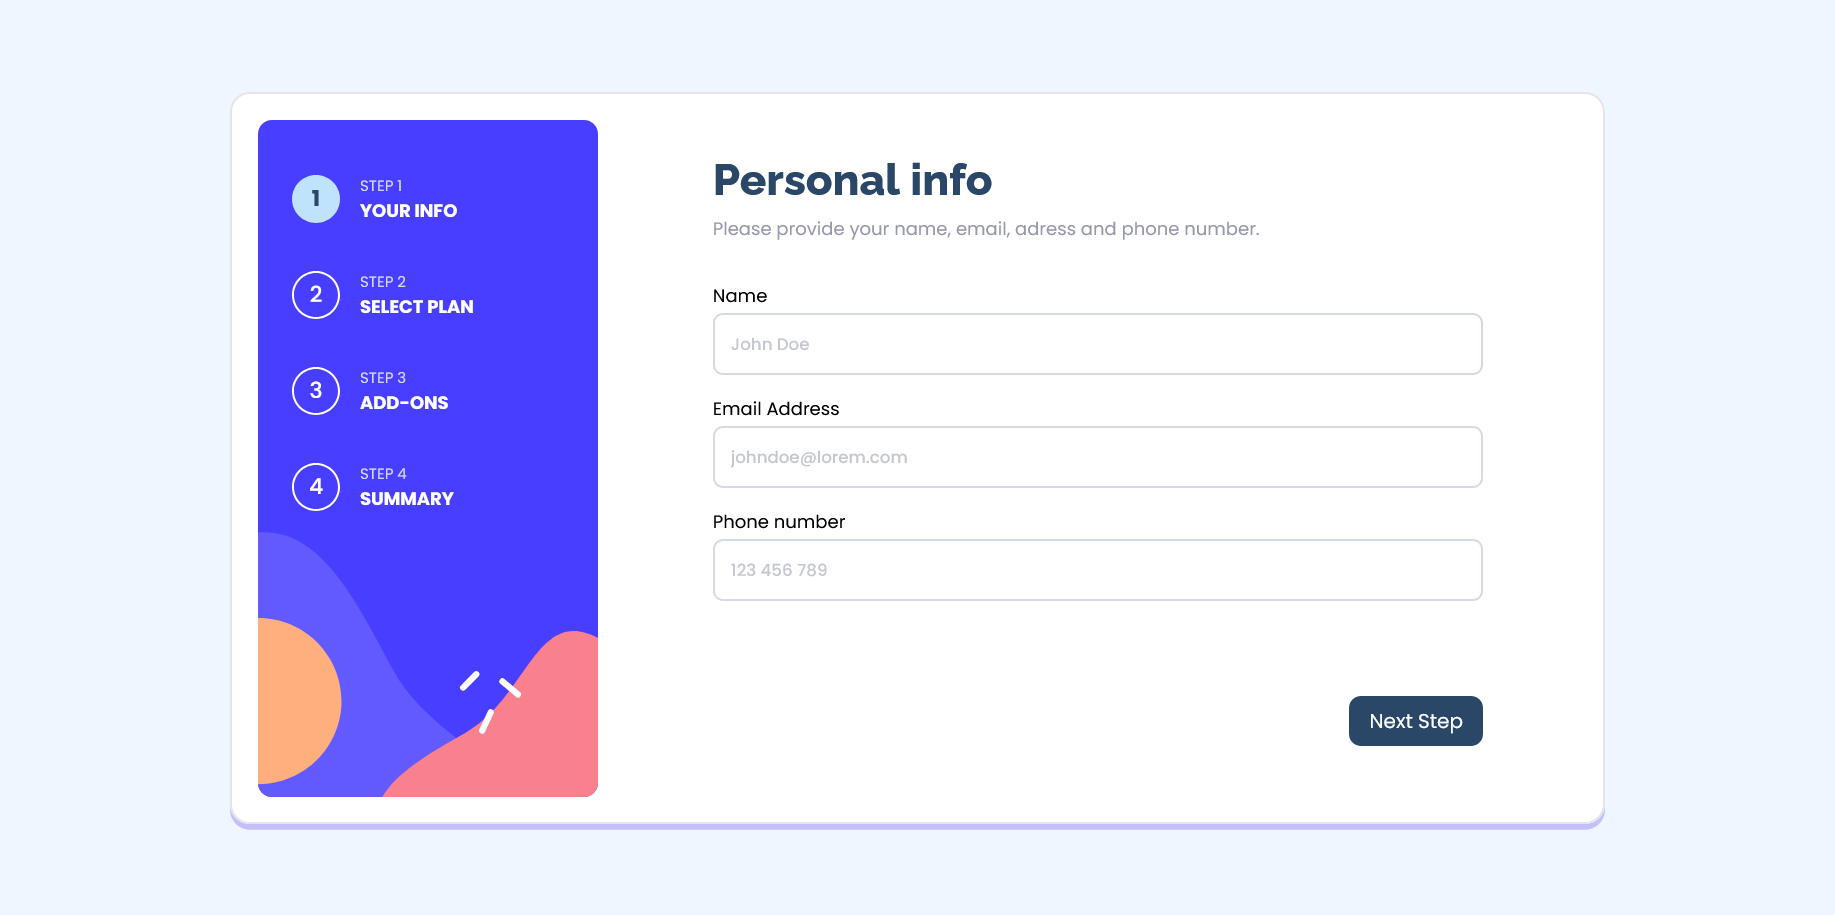 1
STEP 1
YOUR INFO
2
STEP 2
SELECT PLAN
3
STEP 3
ADD-ONS
4
STEP 4
SUMMARY
Personal info
Please provide your name, email, adress and phone number.
Name
John Doe
Email Address
johndoe@lorem.com
Phone number
123 456 789
Next Step